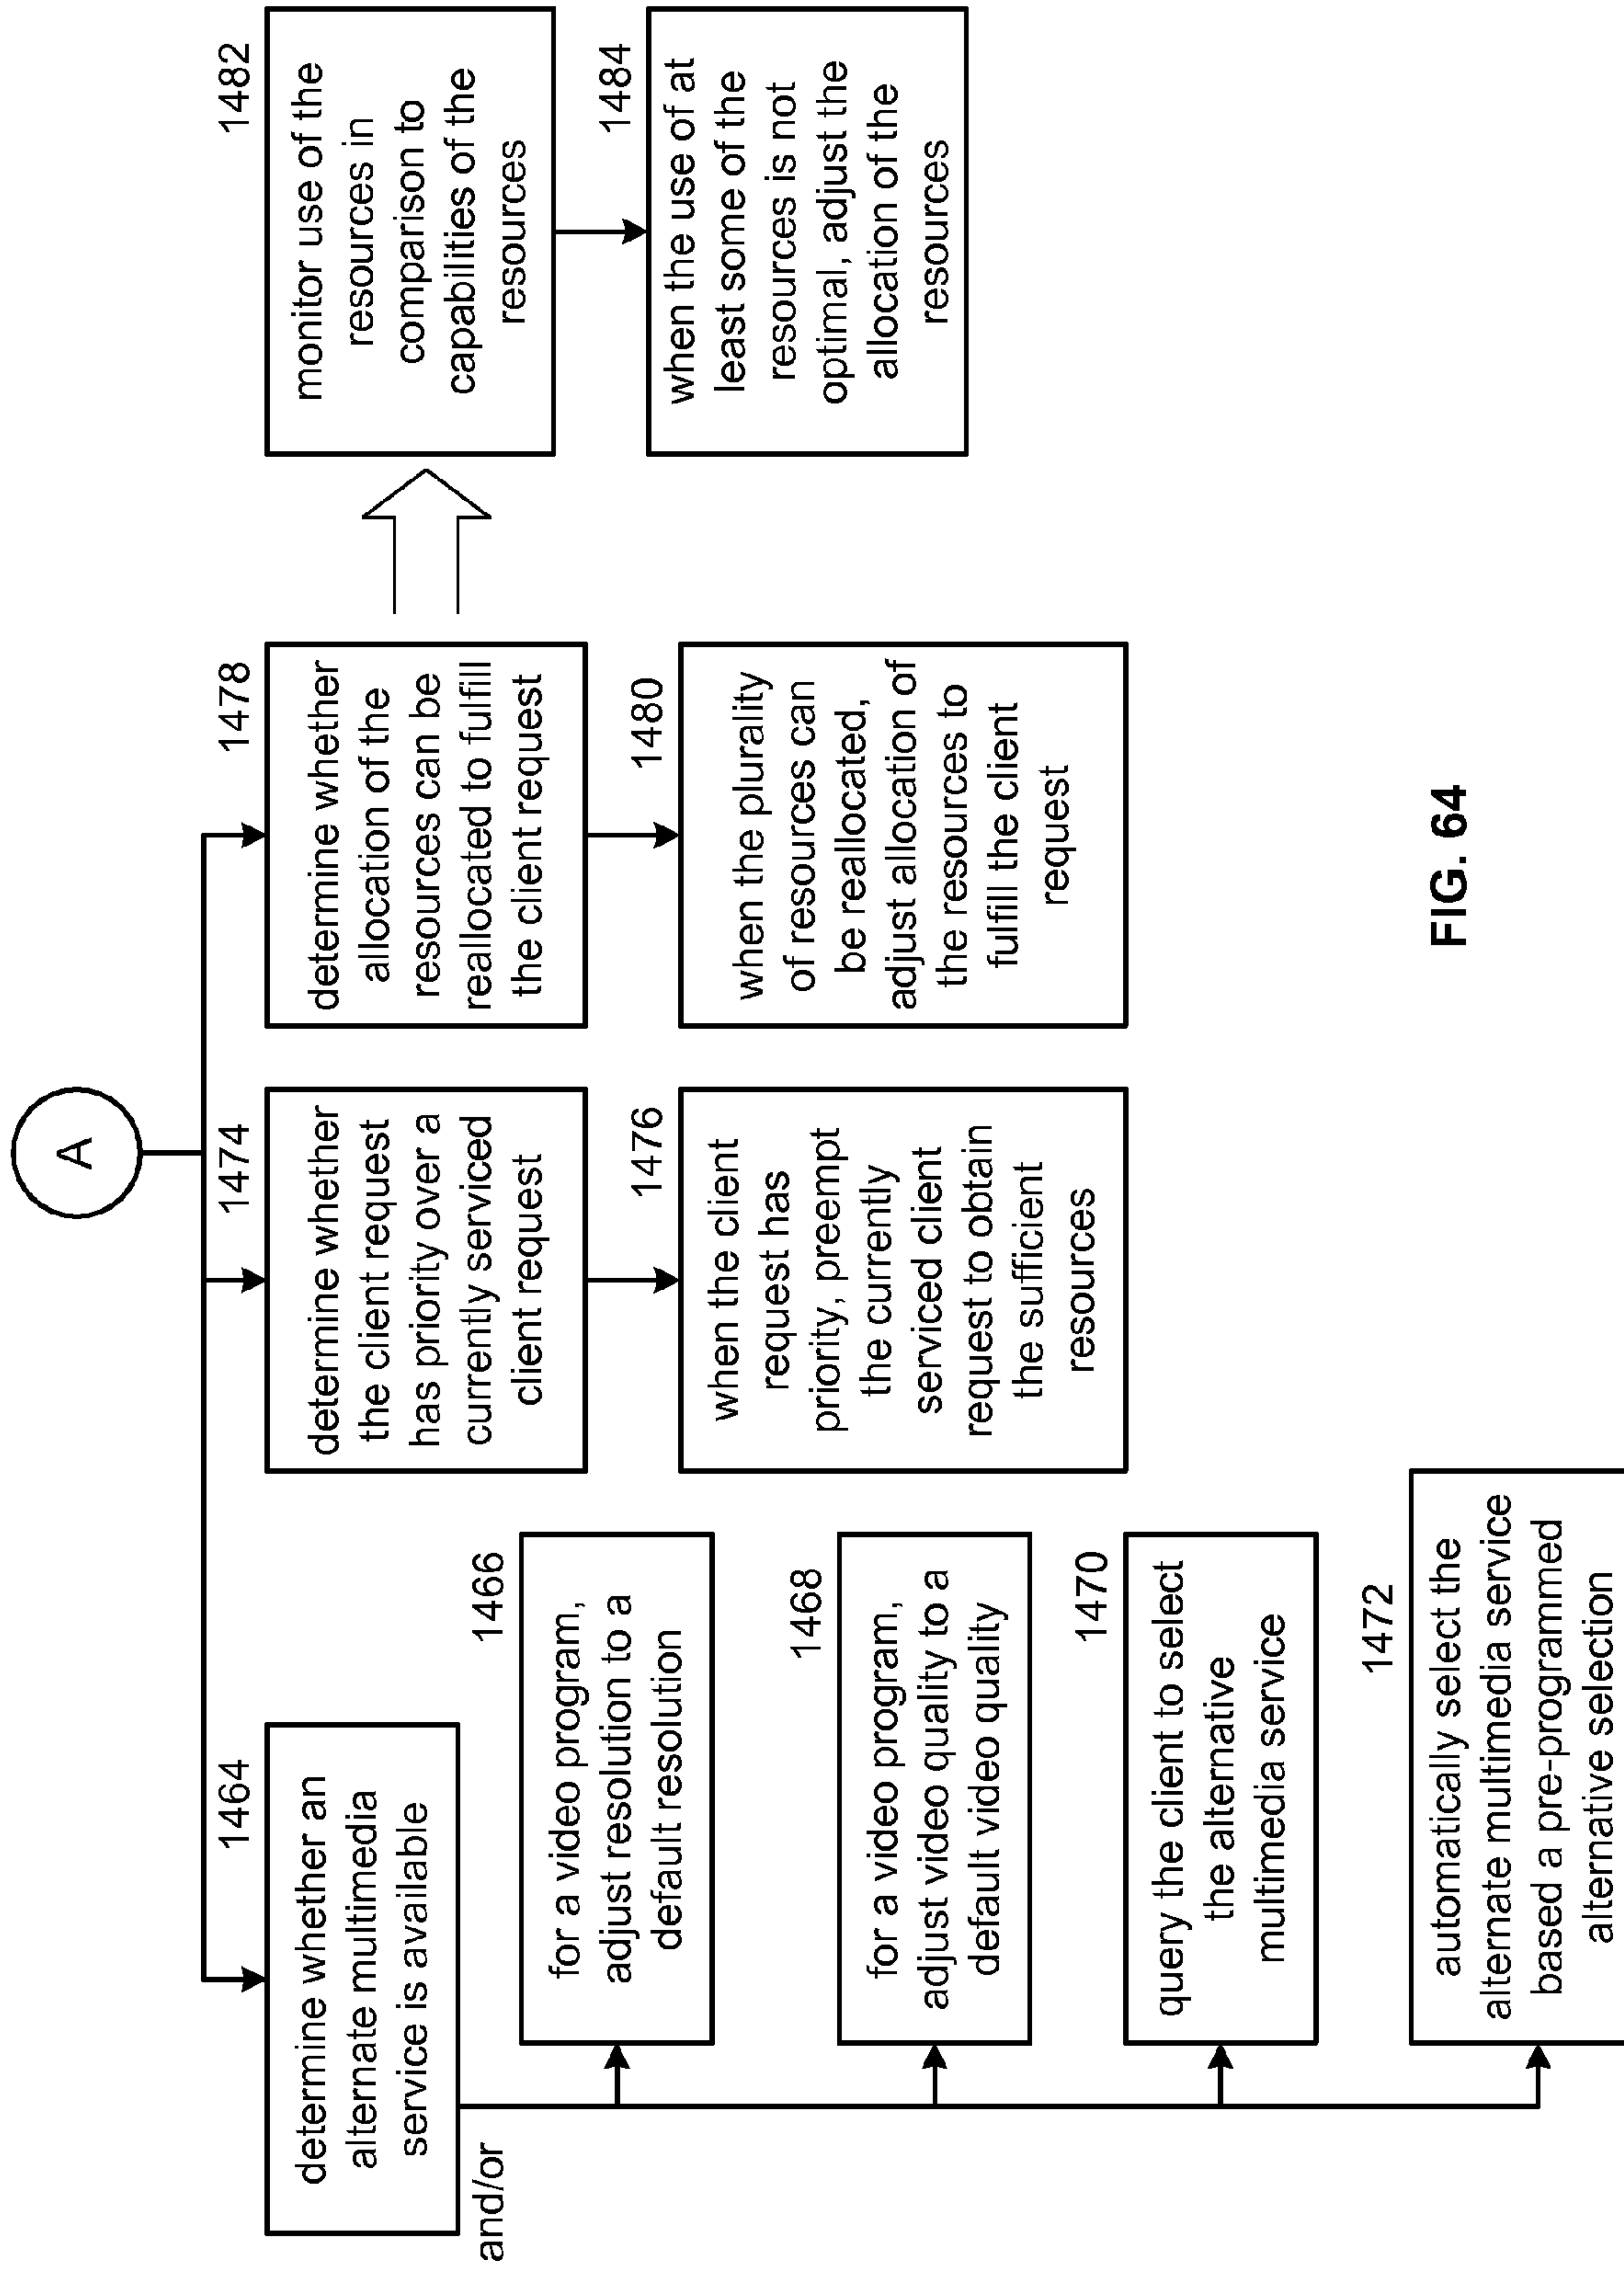 A
1464
determine whether an
alternate multimedia
service is available
and/or
1466
for a video program,
adjust resolution to a
default resolution
1468
for a video program,
adjust video quality to a
default video quality
1470
query the client to select
the alternative
multimedia service
1472
automatically select the
alternate multimedia service
based a pre-programmed
alternative selection
1474
determine whether
the client request
has priority over a
currently serviced
client request
1476
when the client
request has
priority, preempt
the currently
serviced client
request to obtain
the sufficient
resources
1478
determine whether
allocation of the
resources can be
reallocated to fulfill
the client request
1480
when the plurality
of resources can
be reallocated,
adjust allocation of
the resources to
fulfill the client
request
1482
monitor use of the
resources in
comparison to
capabilities of the
resources
1484
when the use of at
least some of the
resources is not
optimal, adjust the
allocation of the
resources
FIG. 64